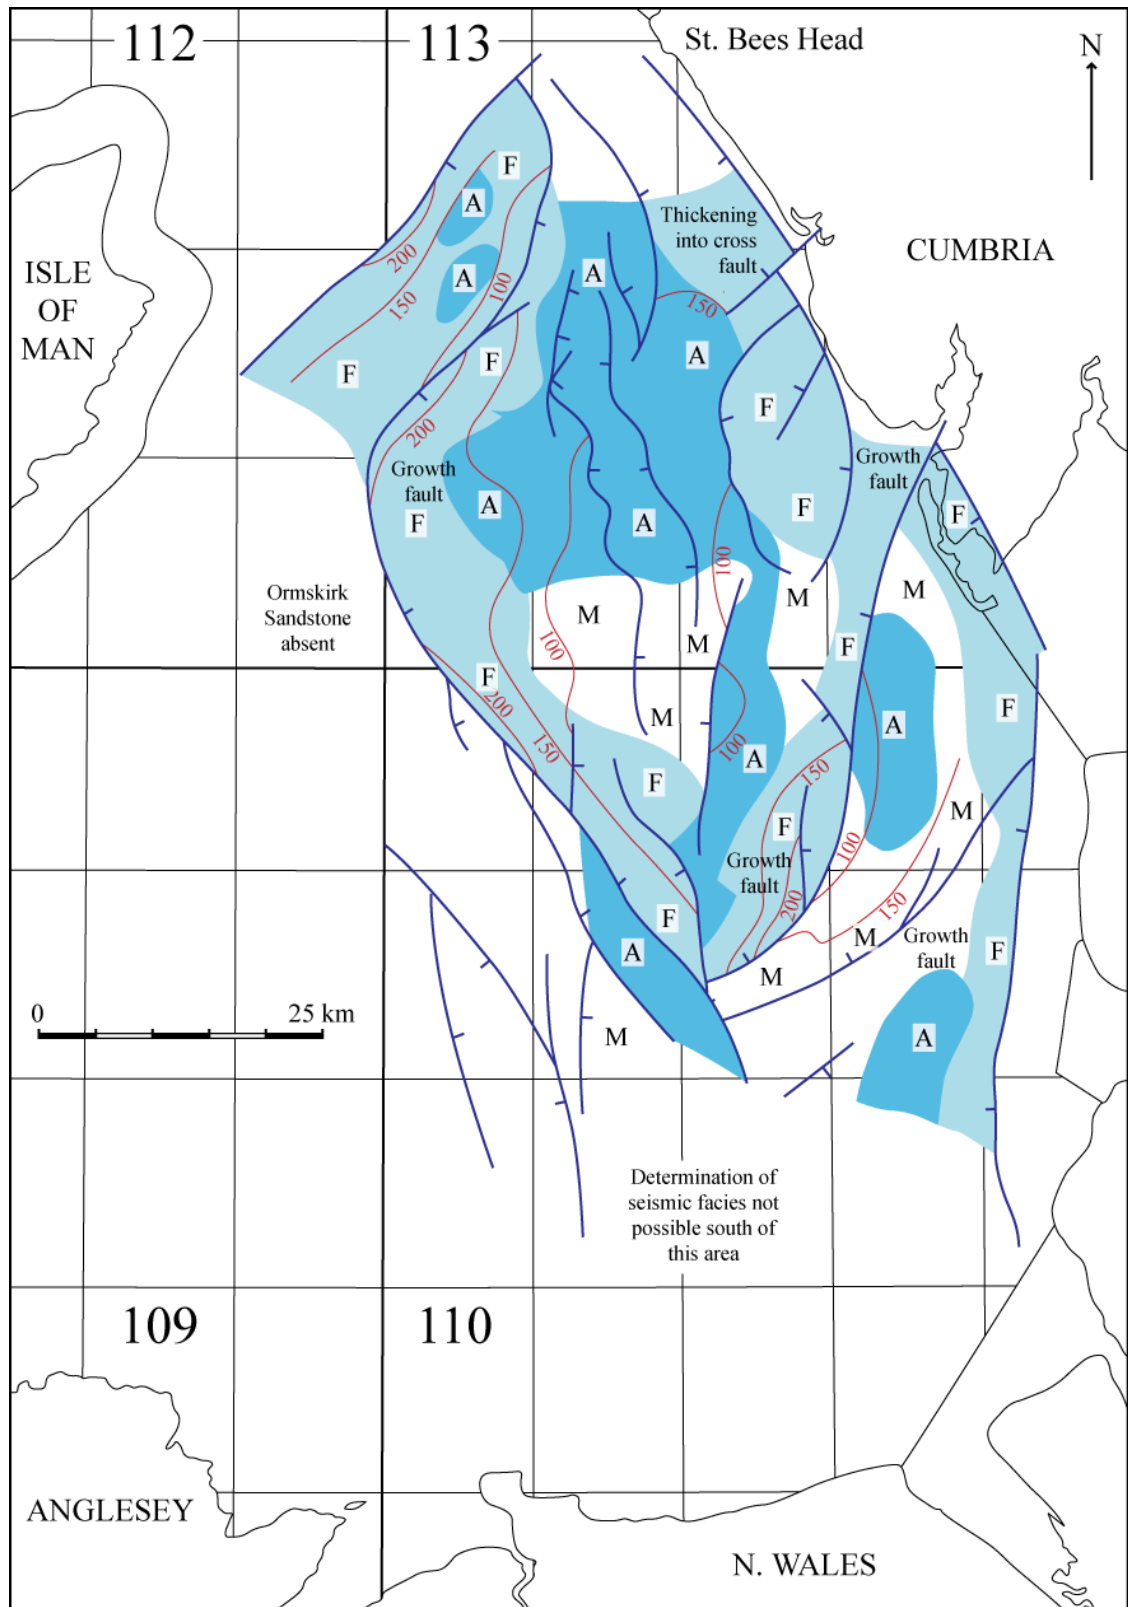 112
113
St. Bees Head
N
F
A
Thickening
into cross
fault
CUMBRIA
200
A
A
100
ISLE
OF
MAN
150
150
F
F
A
F
200
Growth
fault
Growth
fault
A
F
F
A
F
100
Ormskirk
Sandstone
absent
M
M
M
100
M
F
F
200
F
M
A
150
100
A
150
F
M
F
100
Growth
fault
200
150
F
A
M
Growth
fault
F
M
0
25 km
M
A
Determination of
seismic facies not
possible south of
this area
109
110
ANGLESEY
N. WALES